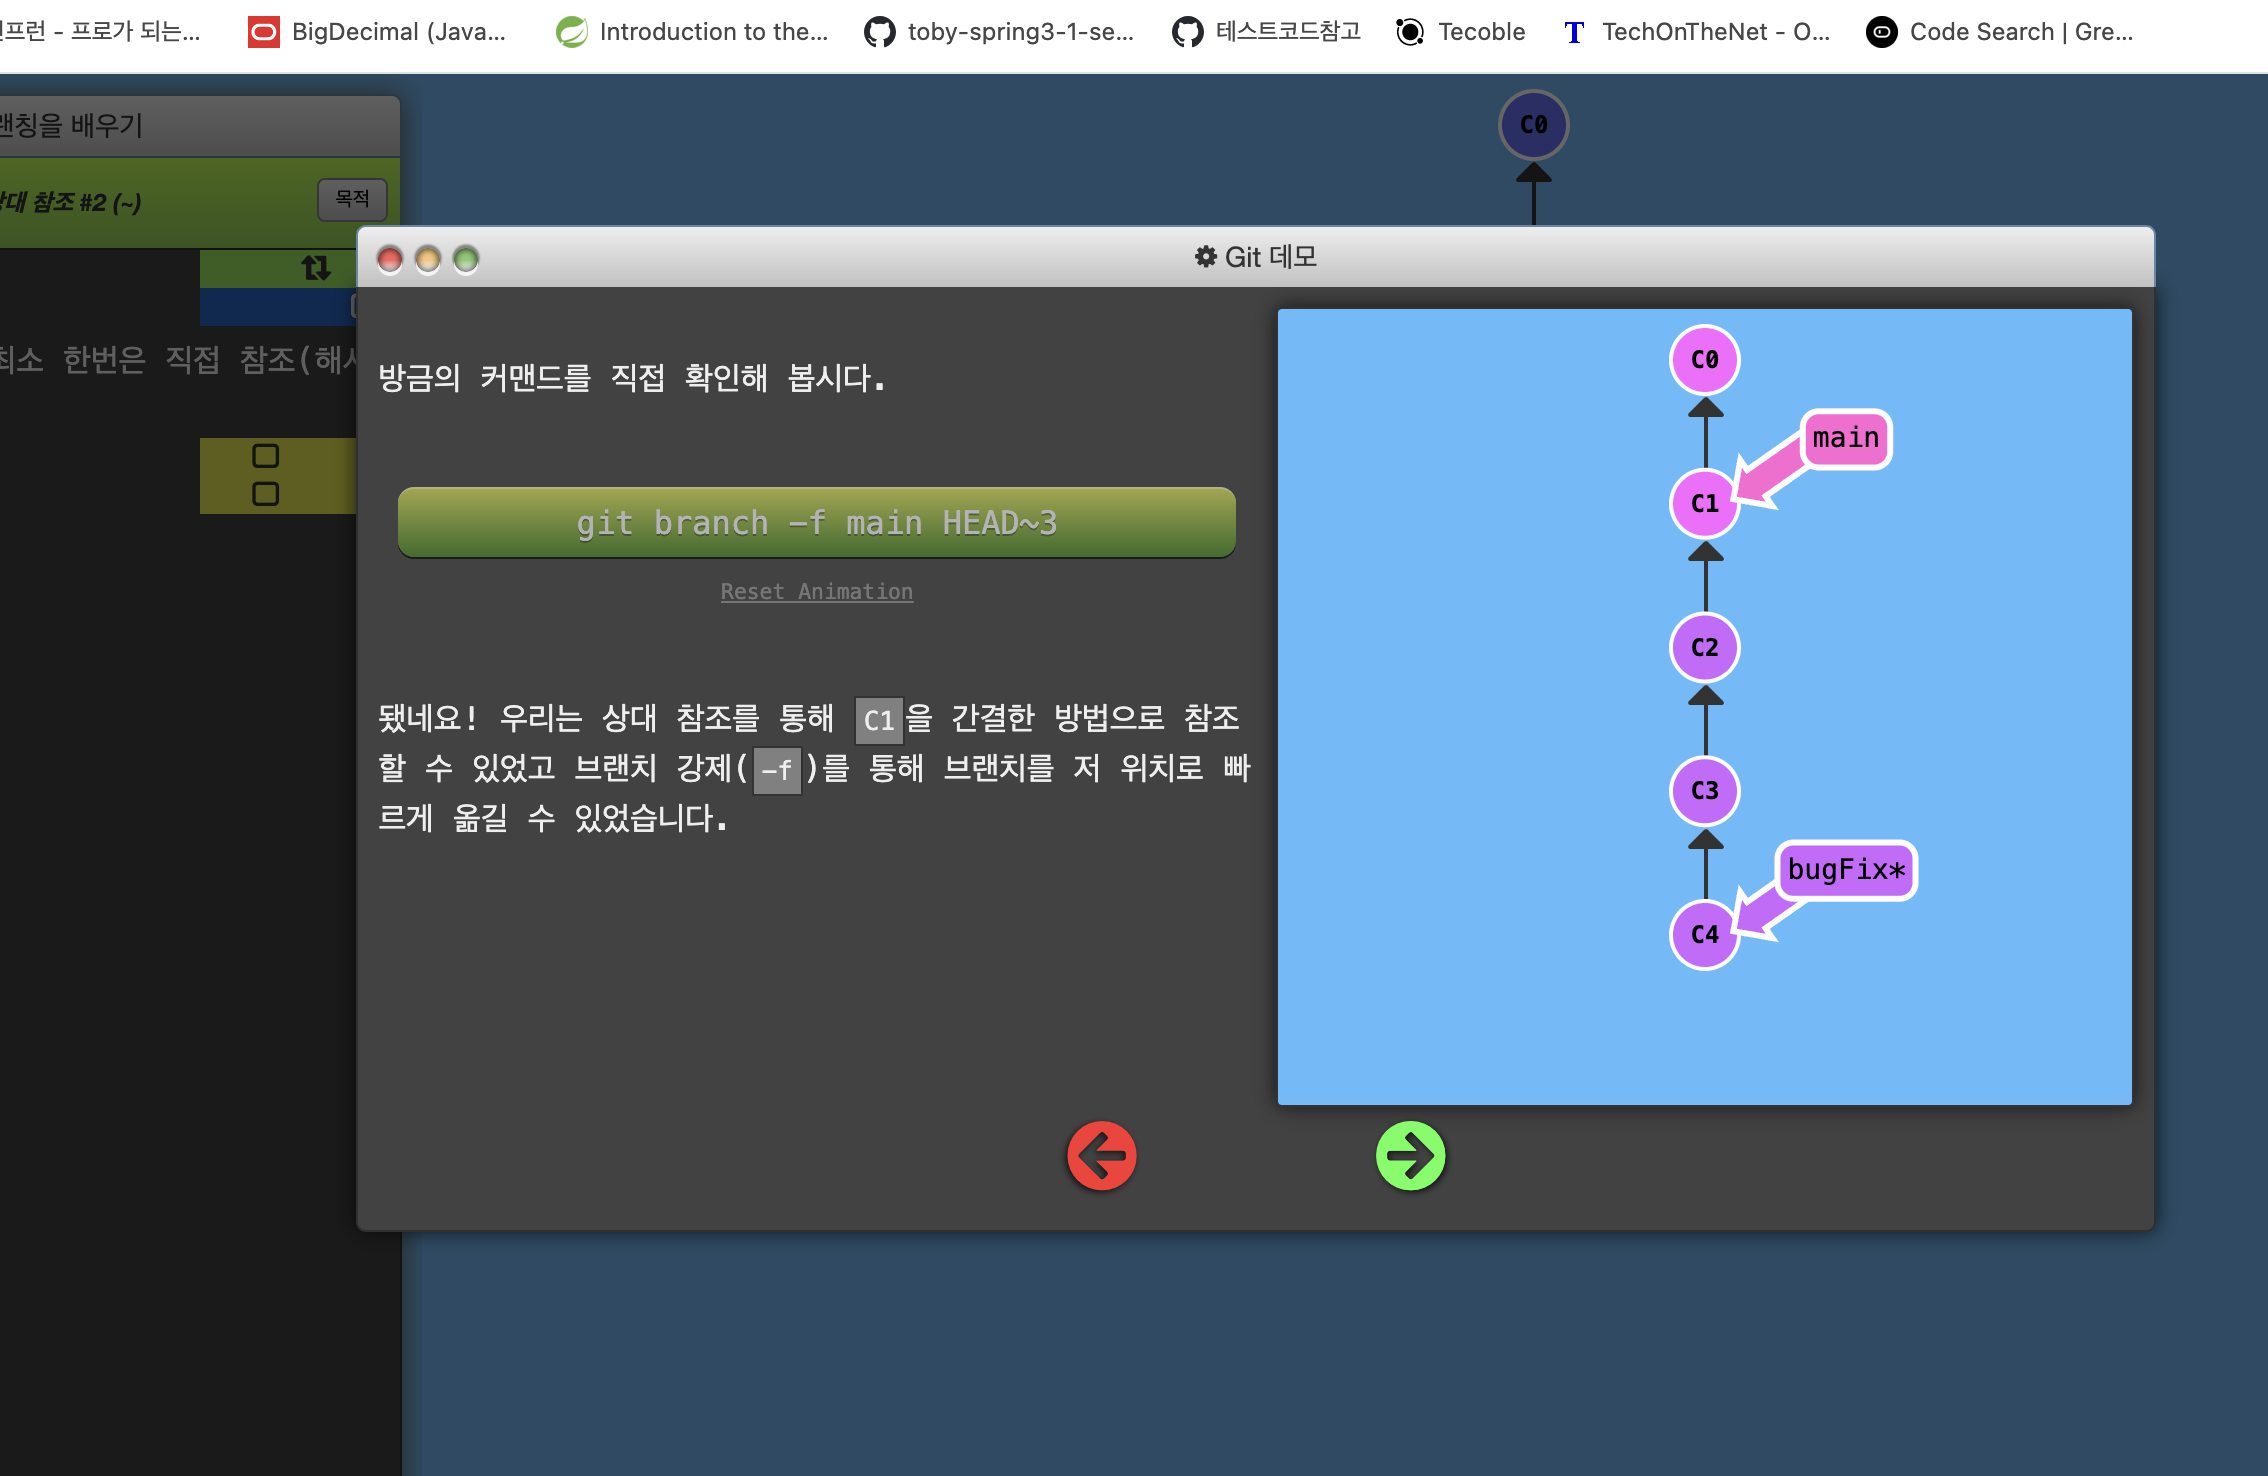 프런 - 프로가 되는...
BigDecimal (Java...
Introduction to the...
toby-spring3-1-se...
테스트코드참고
Tecoble
TechOnTheNet - O...
Code Search | Gre...
랜칭을 배우기
상대 참조 #2 (~)
목적
최소 한번은 직접 참조(해시
C0
Git 데모
방금의 커맨드를 직접 확인해 봅시다.
git branch -f main HEAD~3
Reset Animation
됐네요! 우리는 상대 참조를 통해 C1을 간결한 방법으로 참조
할 수 있었고 브랜치 강제(-f)를 통해 브랜치를 저 위치로 빠
르게 옮길 수 있었습니다.
C0
main
C1
C2
C3
bugFix*
C4